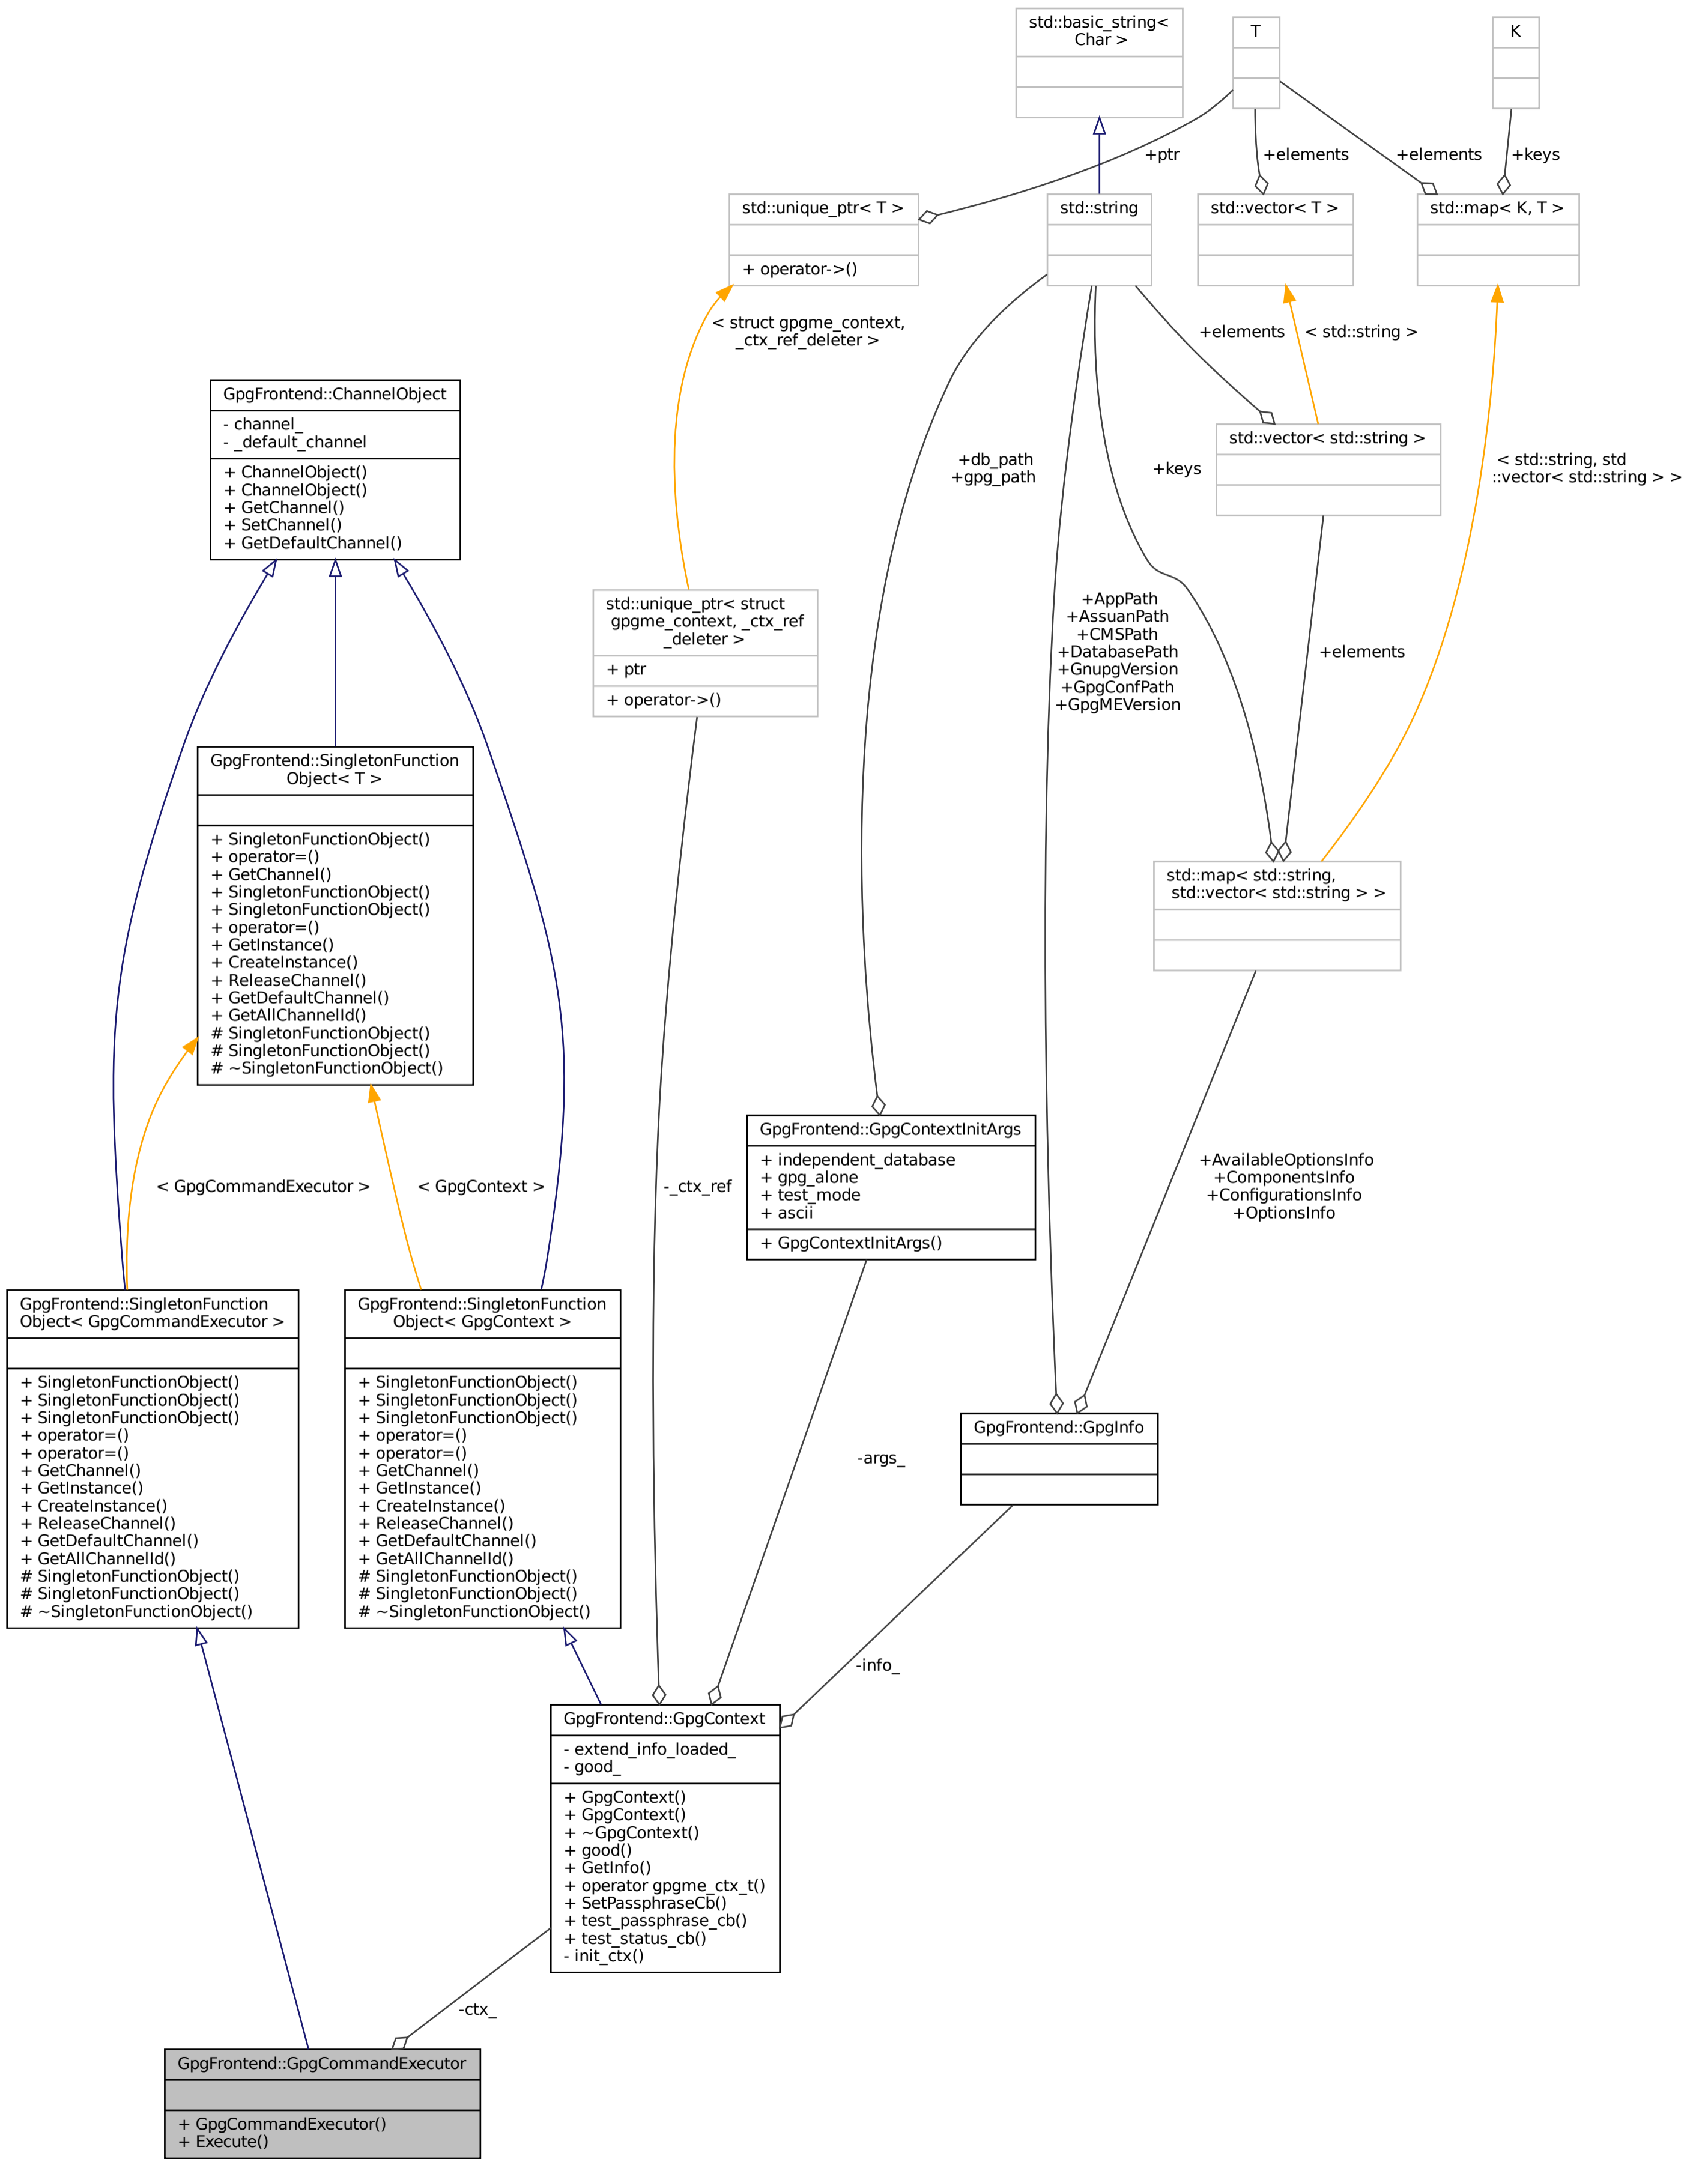 std::basic_string<
Char >
T
K
+ptr
+elements
+elements
+keys
std::unique_ptr< T >
+ operator->()
std::string
std::vector< T >
std::map< K, T >
< struct gpgme_context,
_ctx_ref_deleter >
+elements
< std::string >
GpgFrontend::ChannelObject
- channel_
- _default_channel
+ ChannelObject()
+ ChannelObject()
+ GetChannel()
+ SetChannel()
+ GetDefaultChannel()
+db_path
+gpg_path
+keys
std::vector< std::string >
< std::string, std
::vector< std::string > >
std::unique_ptr< struct
gpgme_context, _ctx_ref
_deleter >
+ ptr
+ operator->()
+AppPath
+AssuanPath
+CMSPath
+DatabasePath
+GnupgVersion
+GpgConfPath
+GpgMEVersion
+elements
GpgFrontend::SingletonFunction
Object< T >
+ SingletonFunctionObject()
+ operator=()
+ GetChannel()
+ SingletonFunctionObject()
+ SingletonFunctionObject()
+ operator=()
+ GetInstance()
+ CreateInstance()
+ ReleaseChannel()
+ GetDefaultChannel()
+ GetAllChannelId()
# SingletonFunctionObject()
# SingletonFunctionObject()
# ~SingletonFunctionObject()
std::map< std::string,
std::vector< std::string > >
< GpgCommandExecutor >
< GpgContext >
-_ctx_ref
GpgFrontend::GpgContextInitArgs
+ independent_database
+ gpg_alone
+ test_mode
+ ascii
+ GpgContextInitArgs()
+AvailableOptionsInfo
+ComponentsInfo
+ConfigurationsInfo
+OptionsInfo
GpgFrontend::SingletonFunction
Object< GpgCommandExecutor >
+ SingletonFunctionObject()
+ SingletonFunctionObject()
+ SingletonFunctionObject()
+ operator=()
+ operator=()
+ GetChannel()
+ GetInstance()
+ CreateInstance()
+ ReleaseChannel()
+ GetDefaultChannel()
+ GetAllChannelId()
# SingletonFunctionObject()
# SingletonFunctionObject()
# ~SingletonFunctionObject()
GpgFrontend::SingletonFunction
Object< GpgContext >
+ SingletonFunctionObject()
+ SingletonFunctionObject()
+ SingletonFunctionObject()
+ operator=()
+ operator=()
+ GetChannel()
+ GetInstance()
+ CreateInstance()
+ ReleaseChannel()
+ GetDefaultChannel()
+ GetAllChannelId()
# SingletonFunctionObject()
# SingletonFunctionObject()
# ~SingletonFunctionObject()
-args_
GpgFrontend::GpgInfo
-info_
GpgFrontend::GpgContext
- extend_info_loaded_
- good_
+ GpgContext()
+ GpgContext()
+ ~GpgContext()
+ good()
+ GetInfo()
+ operator gpgme_ctx_t()
+ SetPassphraseCb()
+ test_passphrase_cb()
+ test_status_cb()
- init_ctx()
-ctx_
GpgFrontend::GpgCommandExecutor
+ GpgCommandExecutor()
+ Execute()